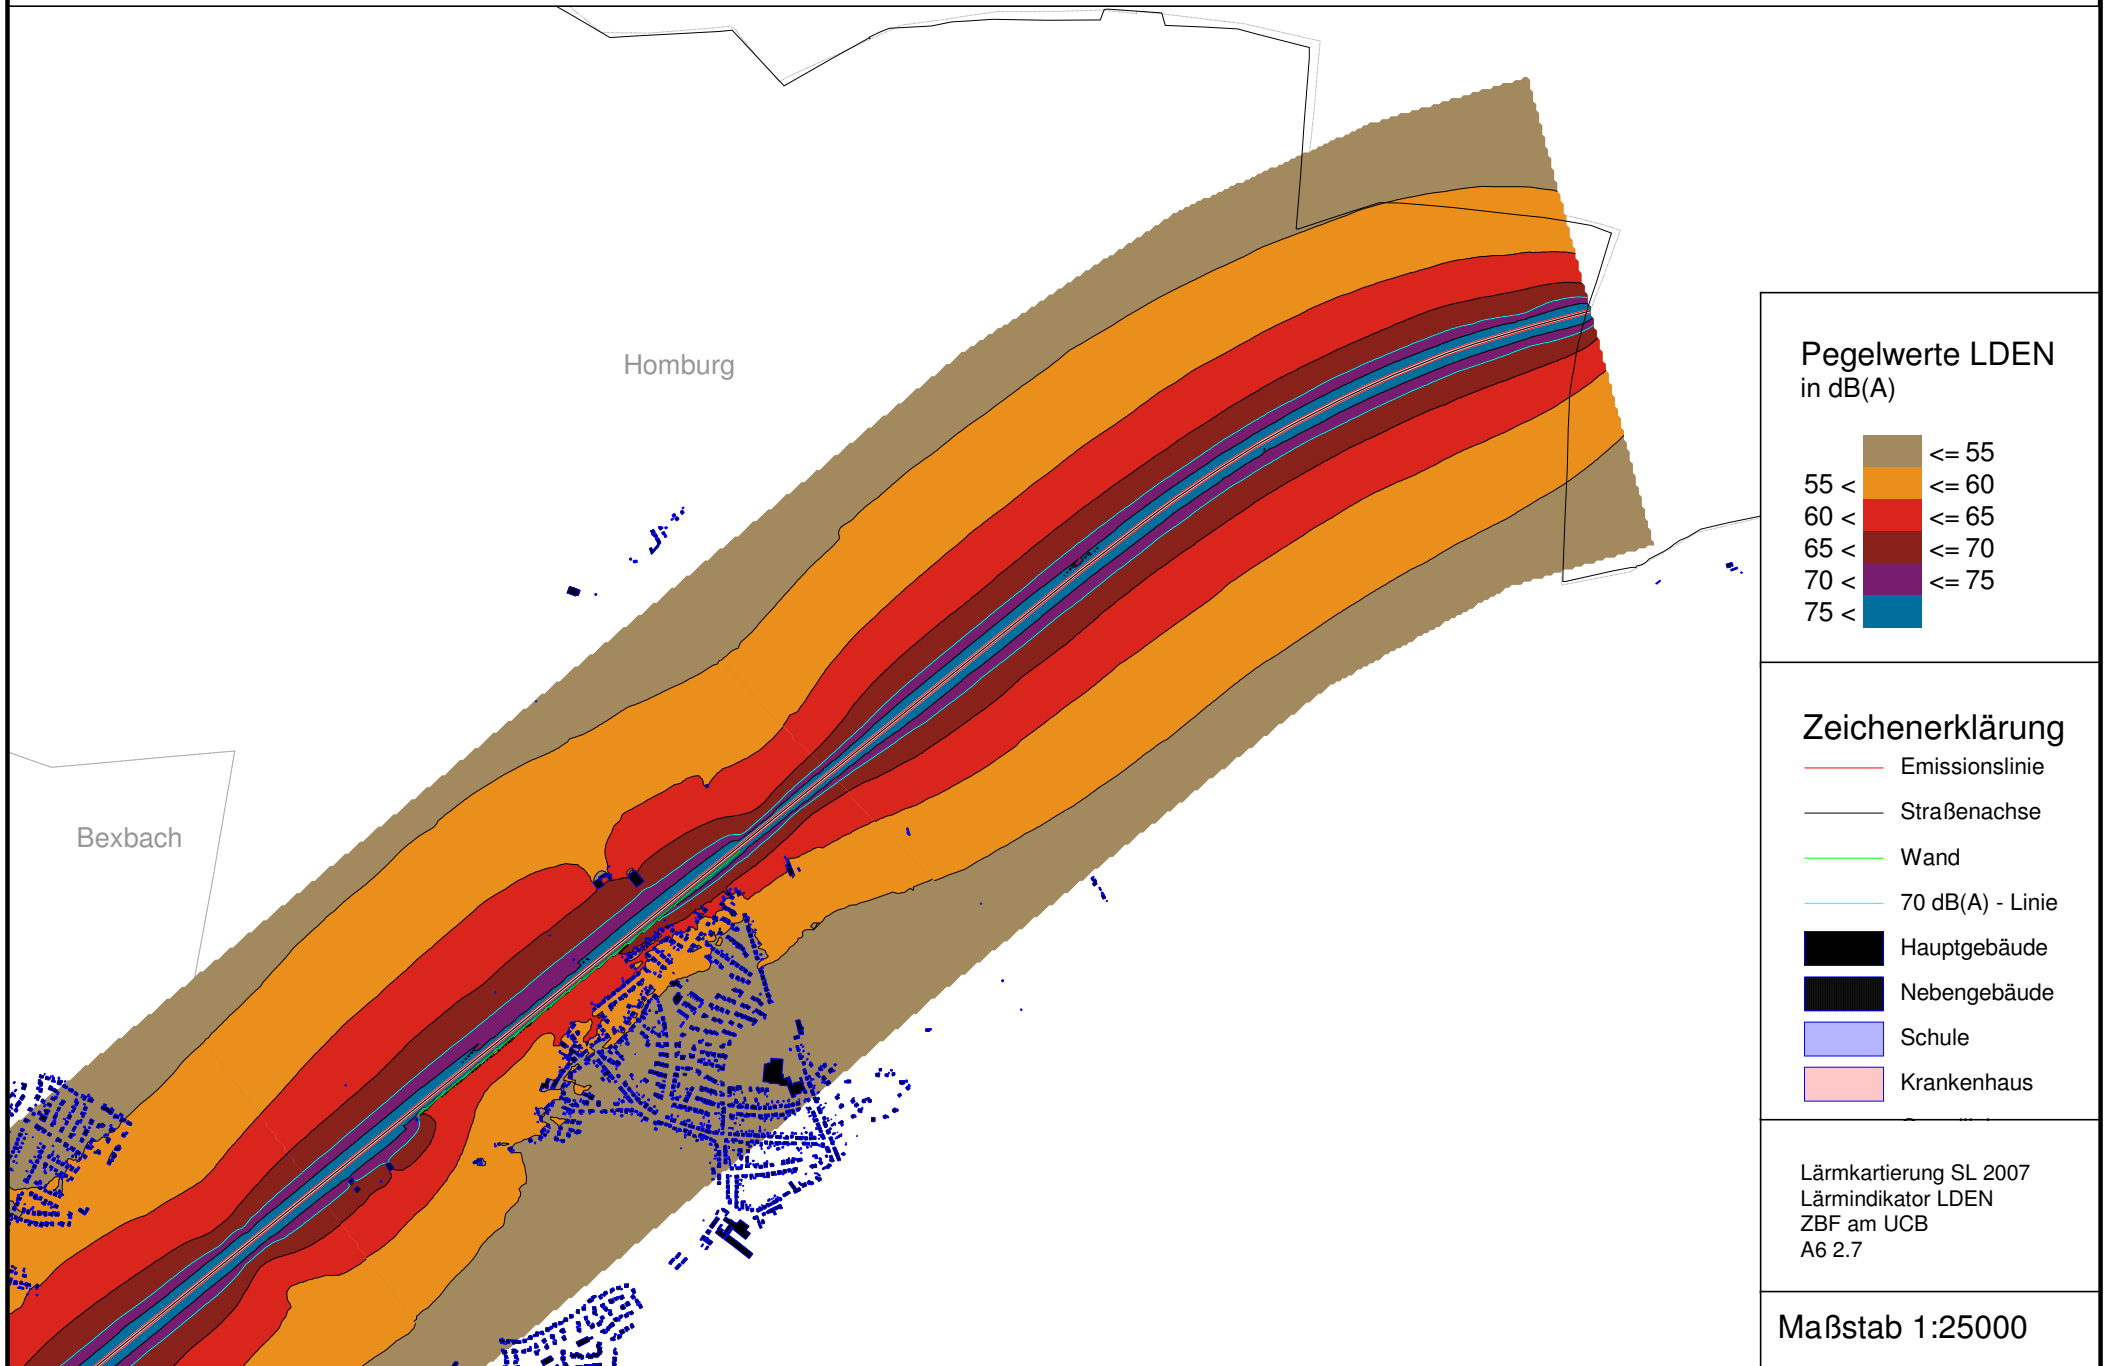 Homburg
Bexbach
Pegelwerte LDEN
in dB(A)
<= 55
55 < <= 60
60 < <= 65
65 < <= 70
70 < <= 75
75 <
Zeichenerklärung
Emissionslinie
Straßenachse
Wand
70 dB(A) - Linie
Hauptgebäude
Nebengebäude
Schule
Krankenhaus
Lärmkartierung SL 2007
Lärmindikator LDEN
ZBF am UCB
A6 2.7
Maßstab 1:25000